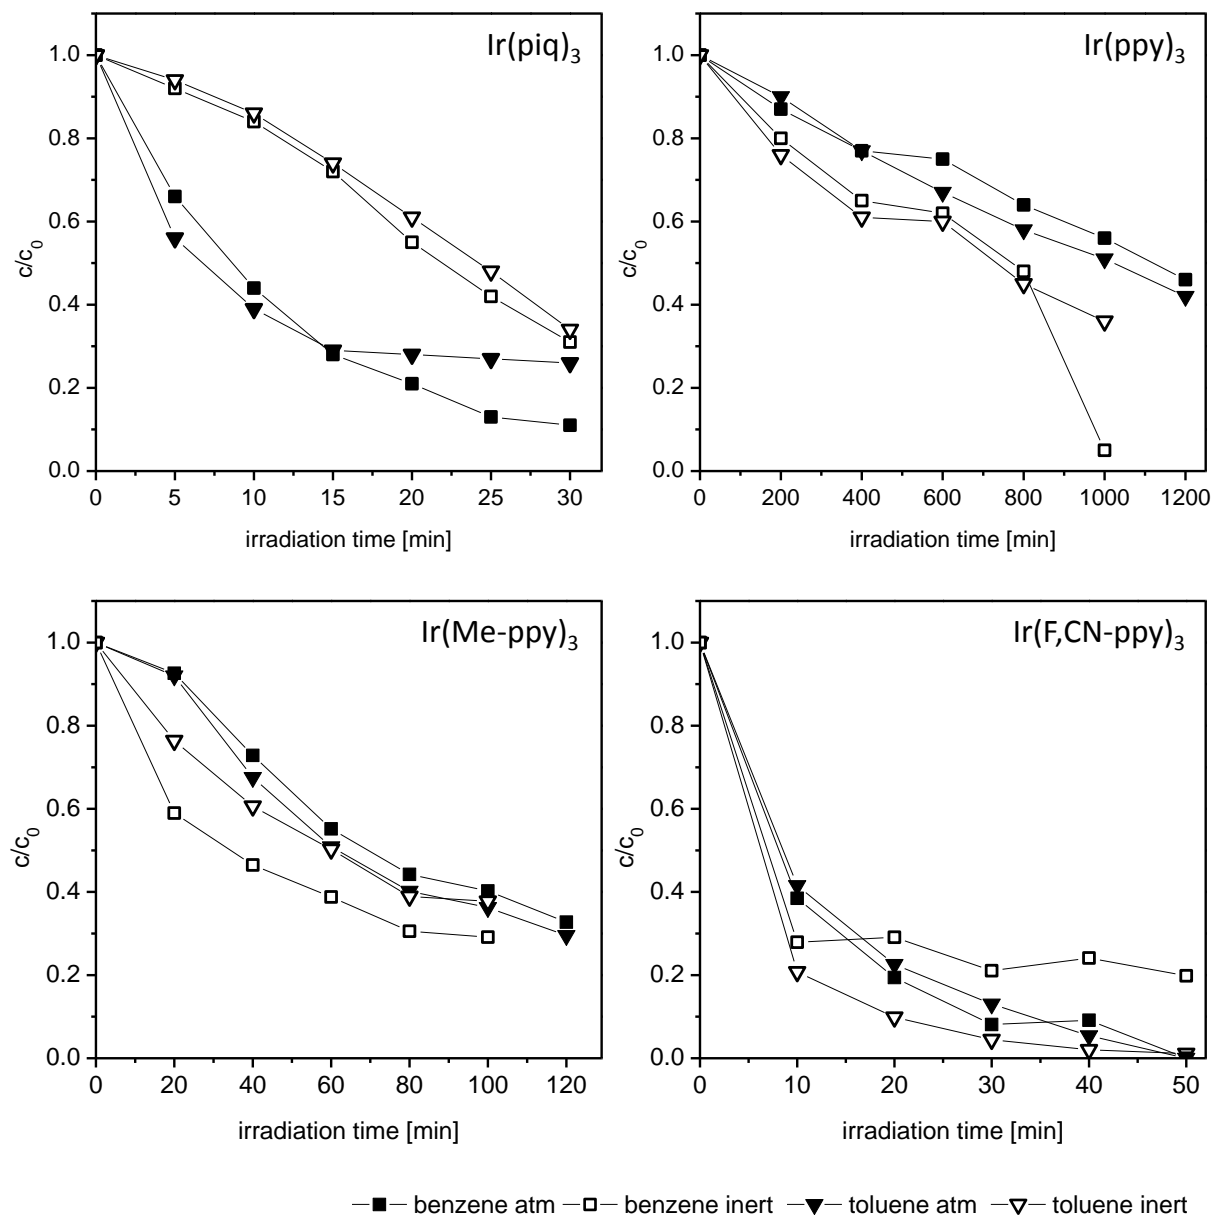 Ir(piq)3
c/c0
1.0
0.8
0.6
0.4
0.2
0.0
0 5 10 15 20 25 30
irradiation time [min]
Ir(ppy)3
c/c0
1.0
0.8
0.6
0.4
0.2
0.0
0 200 400 600 800 1000 1200
irradiation time [min]
Ir(Me-ppy)3
c/c0
1.0
0.8
0.6
0.4
0.2
0.0
0 20 40 60 80 100 120
irradiation time [min]
Ir(F,CN-ppy)3
c/c0
1.0
0.8
0.6
0.4
0.2
0.0
0 10 20 30 40 50
irradiation time [min]
benzene atm benzene inert toluene atm toluene inert